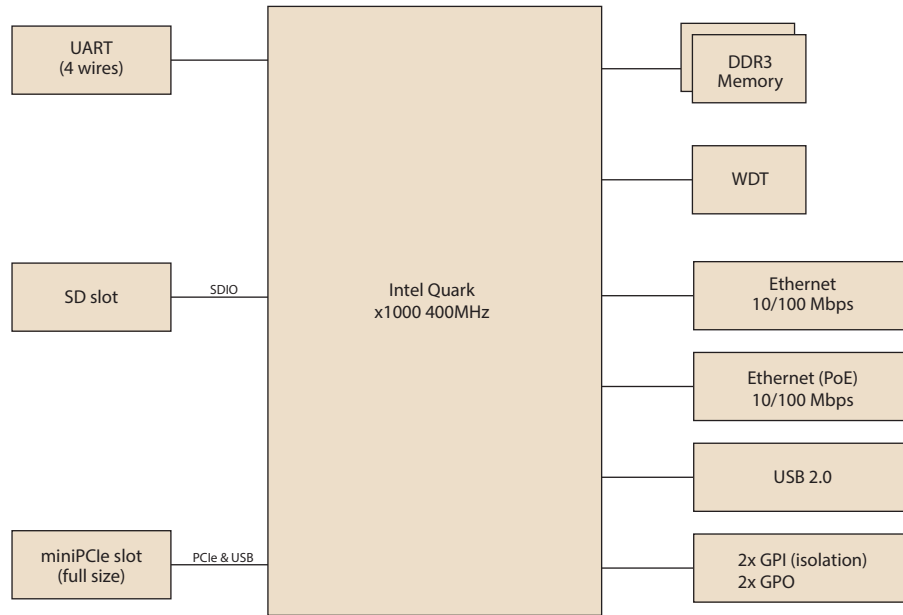 UART
(4 wires)
DDR3
Memory
WDT
SD slot
SDIO
Intel Quark
x1000 400MHz
Ethernet
10/100 Mbps
Ethernet (PoE)
10/100 Mbps
USB 2.0
miniPCIe slot
(full size)
PCIe & USB
2x GPI (isolation)
2x GPO